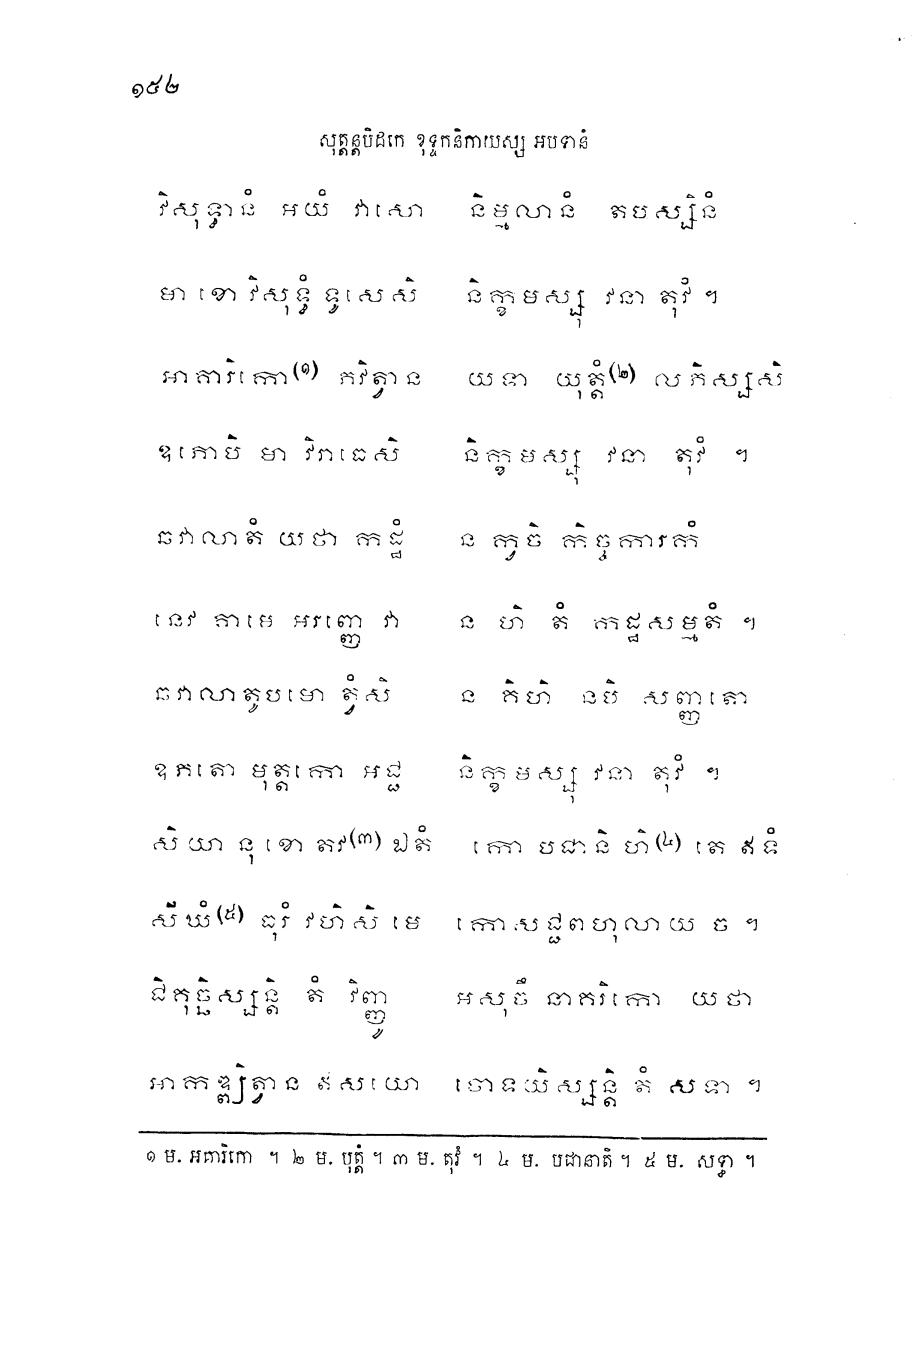 ១៥២
សុត្តន្តបិដកេ ខុទ្ទកនិកាយស្ស អបទានំ
វិសុទ្ធានំ អយំ វាសោ និម្មលានំ តបស្សិនំ
មា ខោ វិសុទ្ធំ ទូសេសិ និក្ខមស្សុ វនា តុវំ ។
អាគារិកោ(១) ភវិត្វាន យទា យុត្តំ(២) លភិស្សសិ
ឧភោបិ មា វិរាធេសិ និក្ខមស្សុ វនា តុវំ ។
ឆវាលាតំ យថា កដ្ឋំ ន ក្វចិ កិច្ចការកំ
នេវ គាមេ អរញ្ញេ វា ន ហិ តំ កដ្ឋសម្មតំ ។
ឆវាលាតូបមោ ត្វំសិ ន គិហិ នបិ សញ្ញតោ
ឧភតោ មុត្តកោ អជ្ជ និក្ខមស្សុ វនា តុវំ ។
សិយា នុ ខោ តវ(៣) ឯតំ កោ បជានិ ហិ(៤) តេ ឥទំ
សីឃំ(៥) ធុរំ វហិសិ មេ កោសជ្ជពហុលាយ ច ។
ជិគុច្ឆិស្សន្តិ តំ វិញ្ញូ អសុចឹ នាគរិកោ យថា
អាកឌ្ឍិត្វាន ឥសយោ ចោទយិស្សន្តិ តំ សទា ។
១ ម. អគារិកោ ។ ២ ម. បុត្តំ ។ ៣ ម. តុវំ ។ ៤ ម. បជានាតិ ។ ៥ ម. សទ្ធា ។